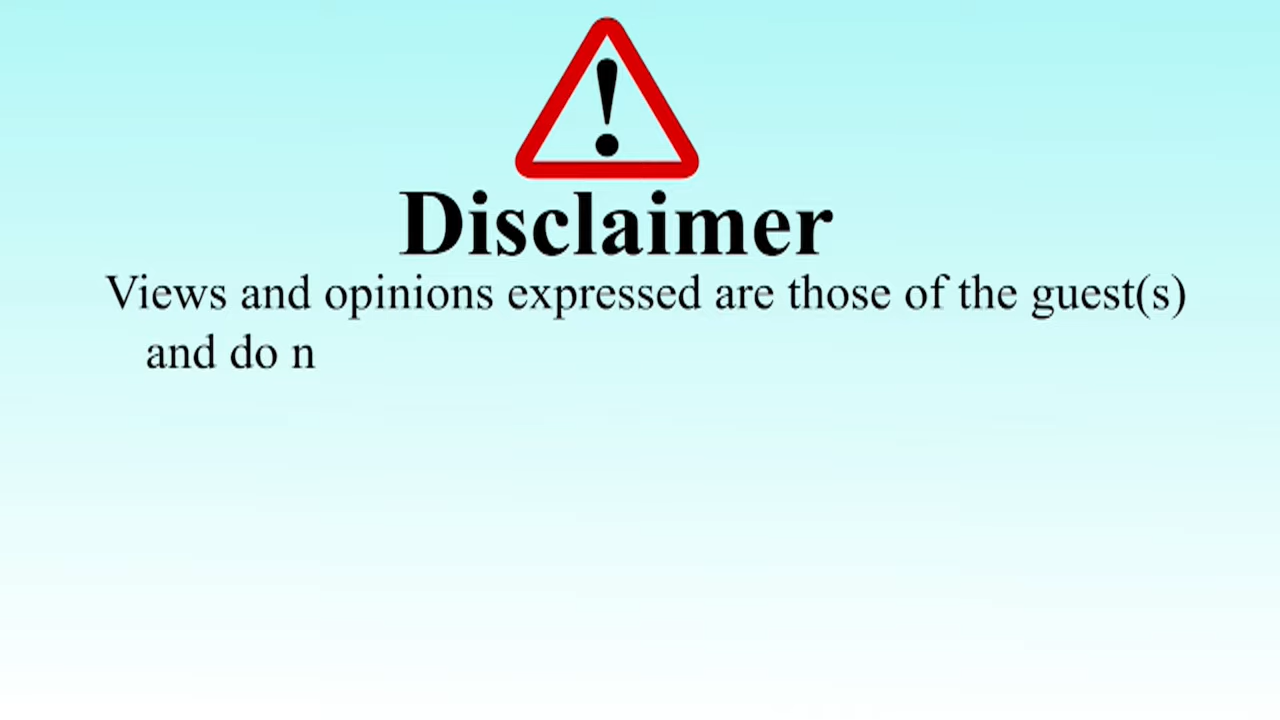 Disclaimer
Views and opinions expressed are those of the guest(s)
and do n